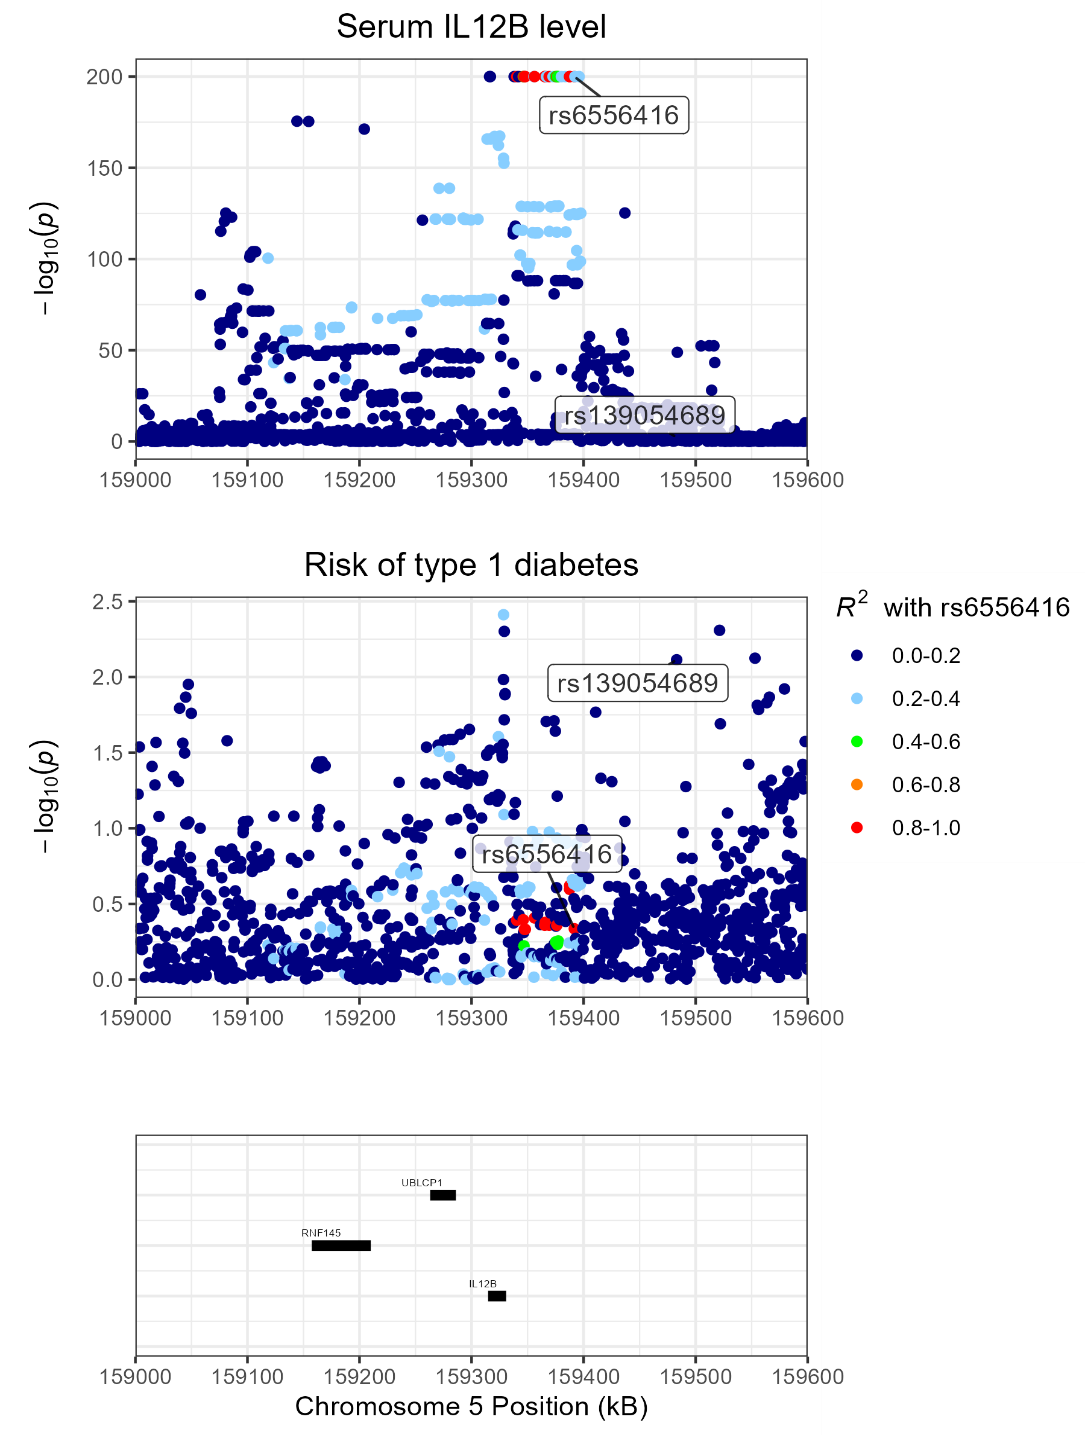 Serum IL12B level
200
150
100
50
0
− log10(p)
rs6556416
rs139054689
159000 159100 159200 159300 159400 159500 159600
Risk of type 1 diabetes
2.5
2.0
1.5
1.0
0.5
0.0
− log10(p)
rs139054689
rs6556416
159000 159100 159200 159300 159400 159500 159600
R² with rs6556416
0.0-0.2
0.2-0.4
0.4-0.6
0.6-0.8
0.8-1.0
UBLCP1
RNF145
IL12B
159000 159100 159200 159300 159400 159500 159600
Chromosome 5 Position (kB)